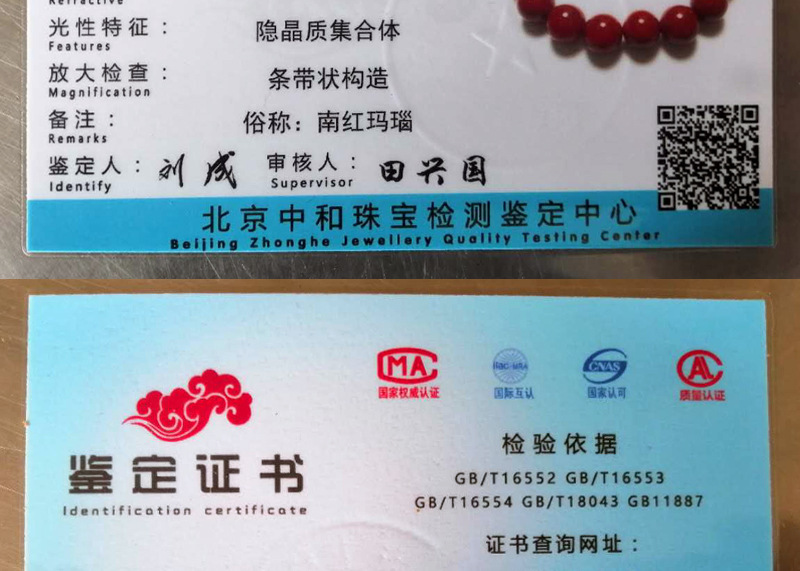 Refractive
光性特征：
隐晶质集合体
Features
放大检查：
条带状构造
Magnification
备注：
俗称：南红玛瑙
Remarks
鉴定人：刘成 审核人：田兴国
Identify Supervisor
北京中和珠宝检测鉴定中心
Beijing Zhonghe Jewellery Quality Testing Center
MA
CNAS
AL
国家权威认证 国际互认 国家认可 质量认证
鉴定证书
Identification certificate
检验依据
GB/T16552 GB/T16553
GB/T16554 GB/T18043 GB11887
证书查询网址：